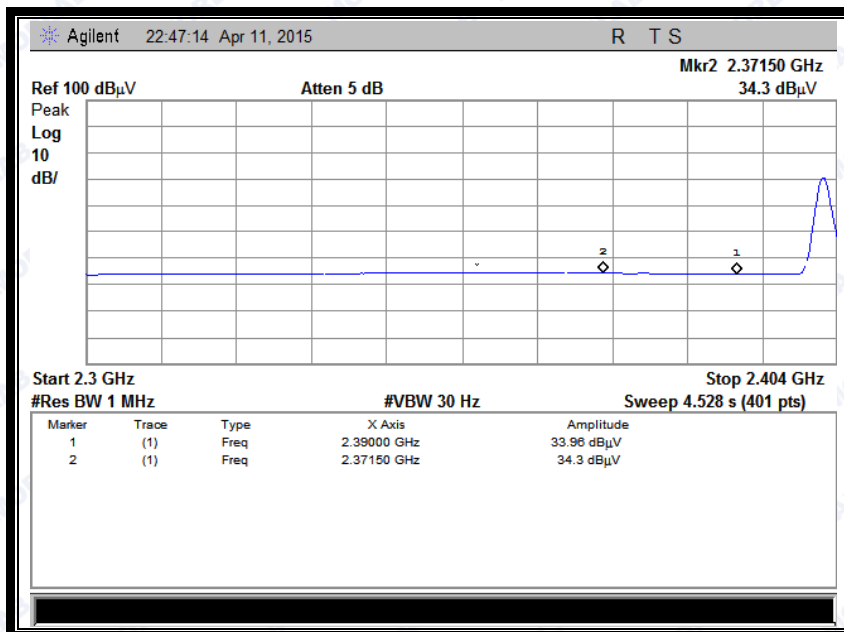 Agilent 22:47:14 Apr 11, 2015 R T S
Mkr2 2.37150 GHz
Ref 100 dBµV Atten 5 dB 34.3 dBµV
Peak
Log
10
dB/
2 1
Start 2.3 GHz Stop 2.404 GHz
#Res BW 1 MHz #VBW 30 Hz Sweep 4.528 s (401 pts)
Marker Trace Type X Axis Amplitude
1 (1) Freq 2.39000 GHz 33.96 dBµV
2 (1) Freq 2.37150 GHz 34.3 dBµV